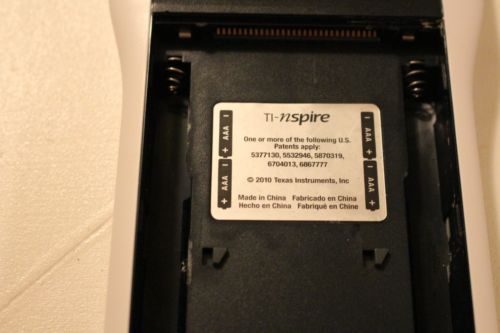 TI-nspire
One or more of the following U.S.
Patents apply:
5377130, 5532946, 5870319,
6704013, 6867777
© 2010 Texas Instruments, Inc
Made in China Fabricado en China
Hecho en China Fabriqué en Chine
+ AAA −
+ AAA −
+ AAA −
+ AAA −